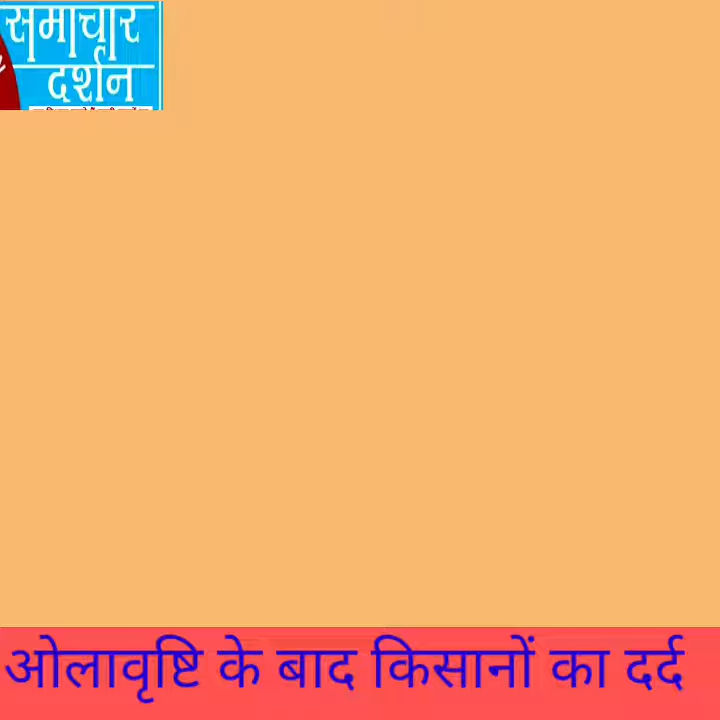 समाचार
दर्शन
ओलावृष्टि के बाद किसानों का दर्द